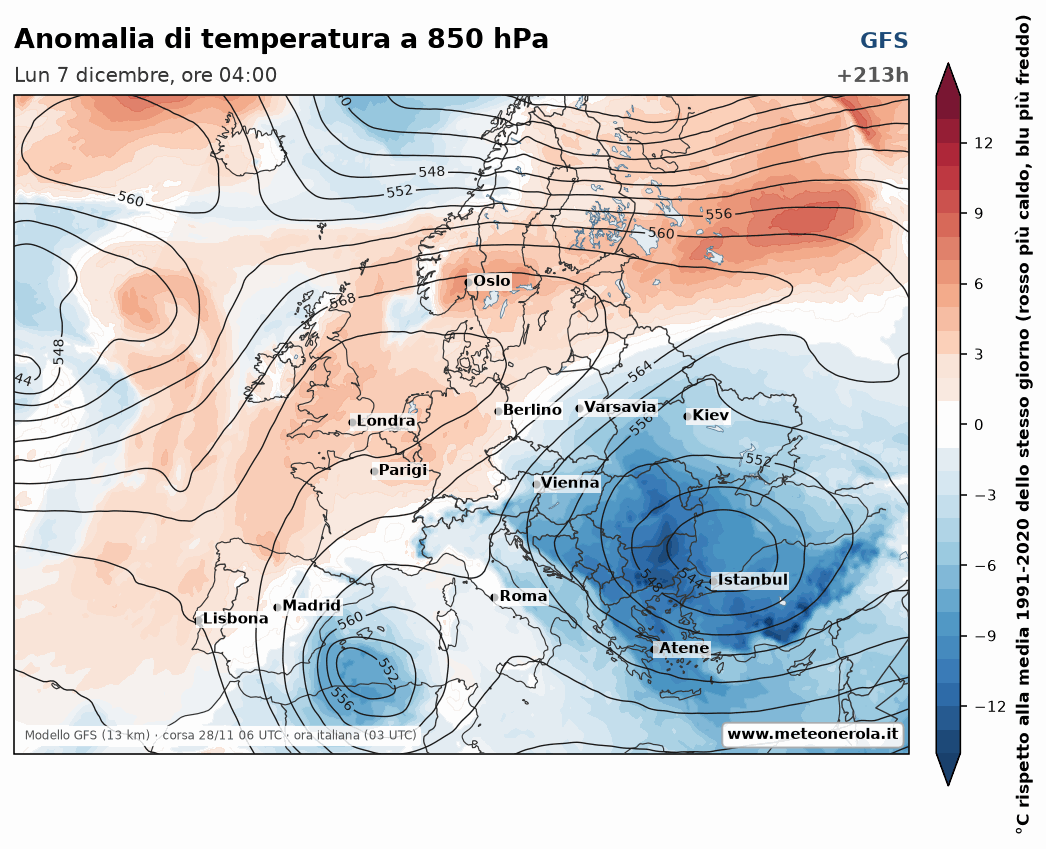 Anomalia di temperatura a 850 hPa
GFS
Lun 7 dicembre, ore 04:00
+213h
560
548
552
556
560
568
548
44
564
556
552
548
544
560
552
556
Oslo
Londra
Berlino
Varsavia
Kiev
Parigi
Vienna
Istanbul
Roma
Madrid
Lisbona
Atene
Modello GFS (13 km) · corsa 28/11 06 UTC · ora italiana (03 UTC)
www.meteonerola.it
12
9
6
3
0
−3
−6
−9
−12
°C rispetto alla media 1991-2020 dello stesso giorno (rosso più caldo, blu più freddo)